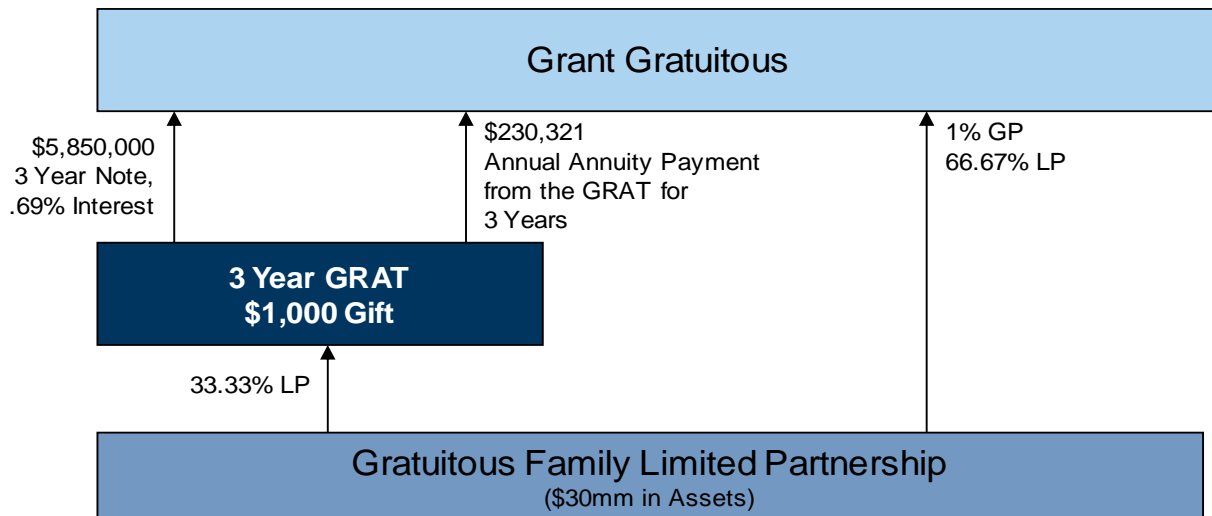 Grant Gratuitous
$5,850,000
3 Year Note,
.69% Interest
$230,321
Annual Annuity Payment
from the GRAT for
3 Years
1% GP
66.67% LP
3 Year GRAT
$1,000 Gift
33.33% LP
Gratuitous Family Limited Partnership
($30mm in Assets)